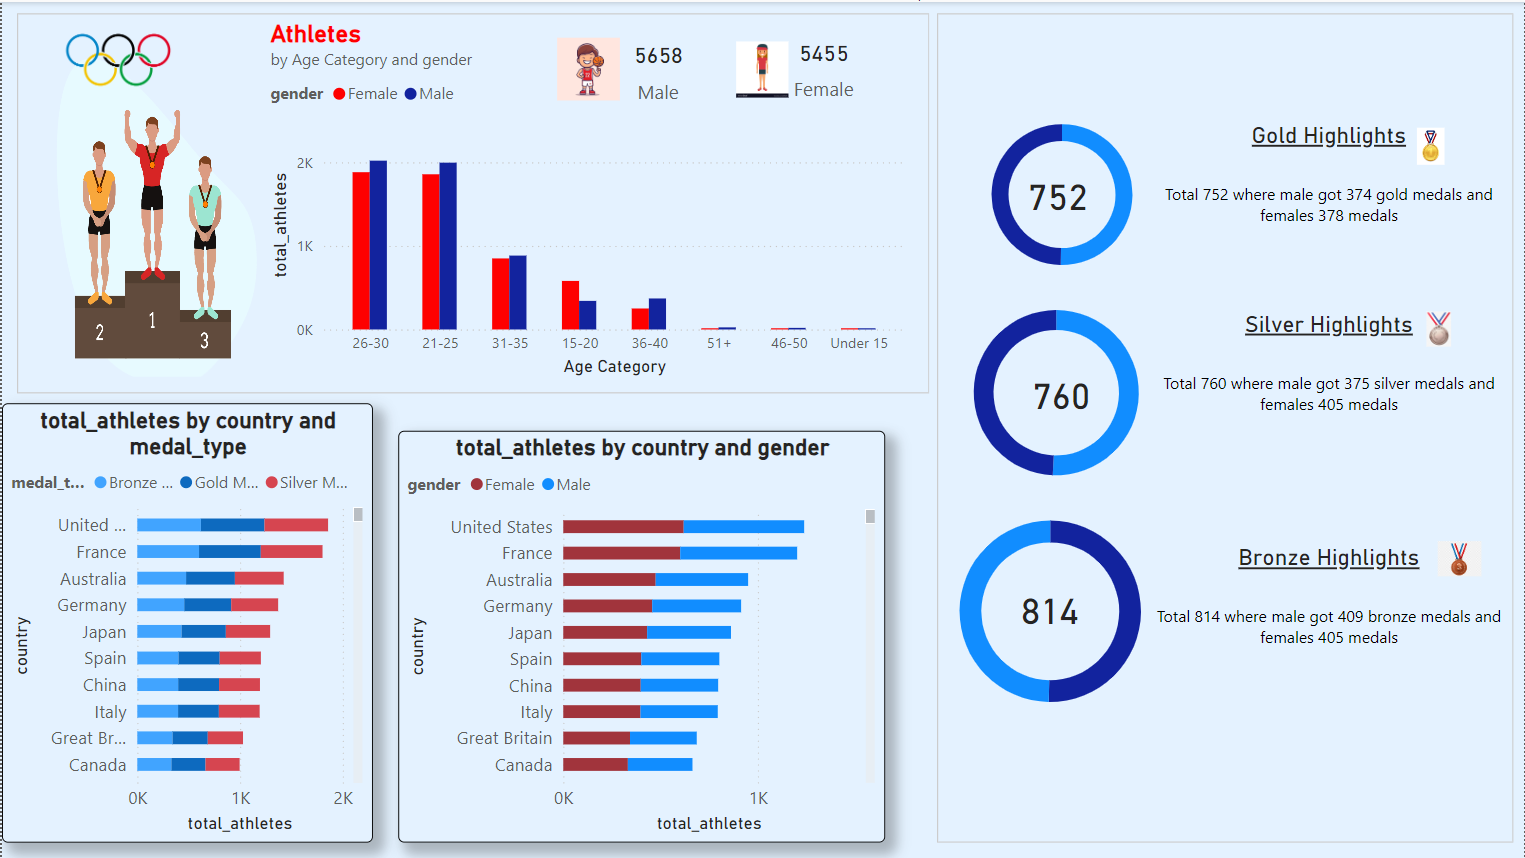 Athletes
by Age Category and gender
gender Female Male
5658
Male
5455
Female
total_athletes
2K
1K
0K
26-30 21-25 31-35 15-20 36-40 51+ 46-50 Under 15
Age Category
2 1 3
total_athletes by country and
medal_type
medal_t... Bronze ... Gold M... Silver M...
country
United ...
France
Australia
Germany
Japan
Spain
China
Italy
Great Br...
Canada
0K 1K 2K
total_athletes
total_athletes by country and gender
gender Female Male
country
United States
France
Australia
Germany
Japan
Spain
China
Italy
Great Britain
Canada
0K 1K
total_athletes
752
Gold Highlights
Total 752 where male got 374 gold medals and
females 378 medals
760
Silver Highlights
Total 760 where male got 375 silver medals and
females 405 medals
814
Bronze Highlights
Total 814 where male got 409 bronze medals and
females 405 medals